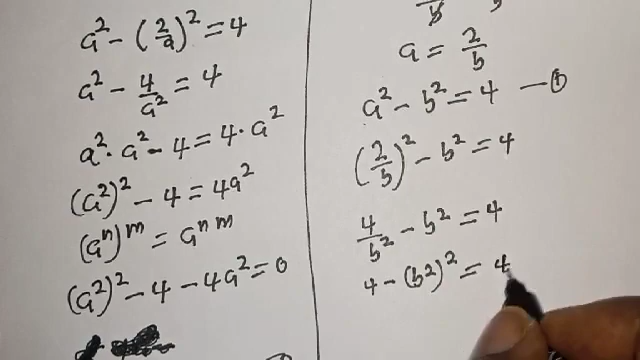 a² - (2/a)² = 4
a² - 4/a² = 4
a² · a² - 4 = 4 · a²
(a²)² - 4 = 4a²
(aⁿ)ᵐ = aⁿᵐ
(a²)² - 4 - 4a² = 0
a = 2/b
a² - b² = 4 — ①
(2/b)² - b² = 4
4/b² - b² = 4
4 - (b²)² = 4